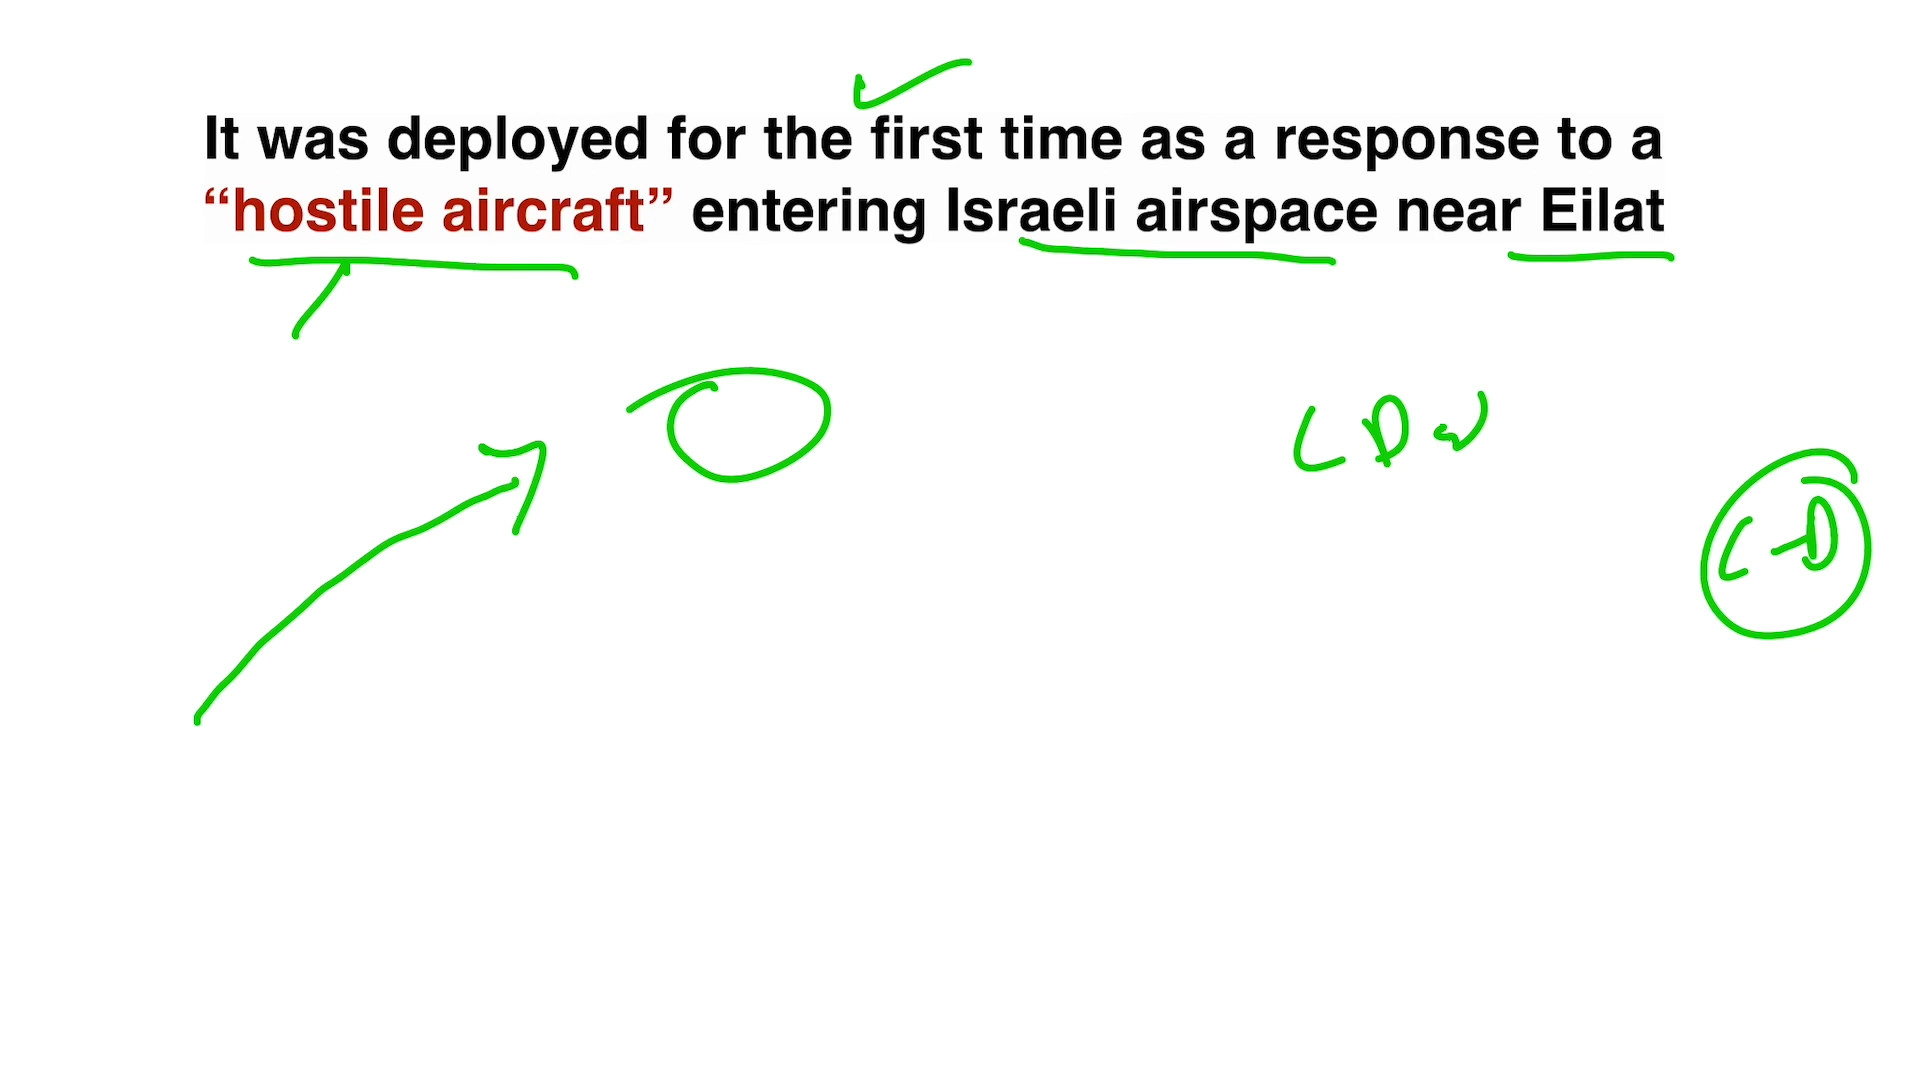 It was deployed for the first time as a response to a
“hostile aircraft” entering Israeli airspace near Eilat